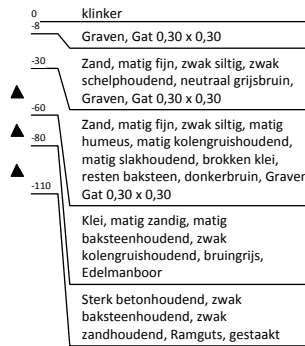 0
klinker
-8
Graven, Gat 0,30 x 0,30
-30
Zand, matig fijn, zwak siltig, zwak
schelphoudend, neutraal grijsbruin,
Graven, Gat 0,30 x 0,30
-60
Zand, matig fijn, zwak siltig, matig
humeus, matig kolengruishoudend,
matig slakhoudend, brokken klei,
resten baksteen, donkerbruin, Graven
Gat 0,30 x 0,30
-80
Klei, matig zandig, matig
baksteenhoudend, zwak
kolengruishoudend, bruingrijs,
Edelmanboor
-110
Sterk betonhoudend, zwak
baksteenhoudend, zwak
zandhoudend, Ramguts, gestaakt